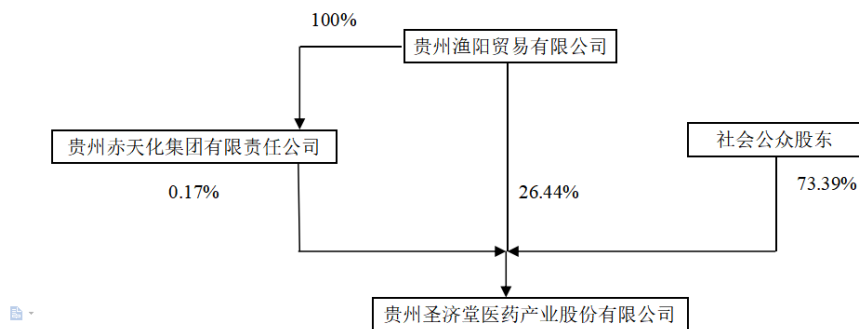 100%
贵州渔阳贸易有限公司
贵州赤天化集团有限责任公司
社会公众股东
0.17%
26.44%
73.39%
贵州圣济堂医药产业股份有限公司